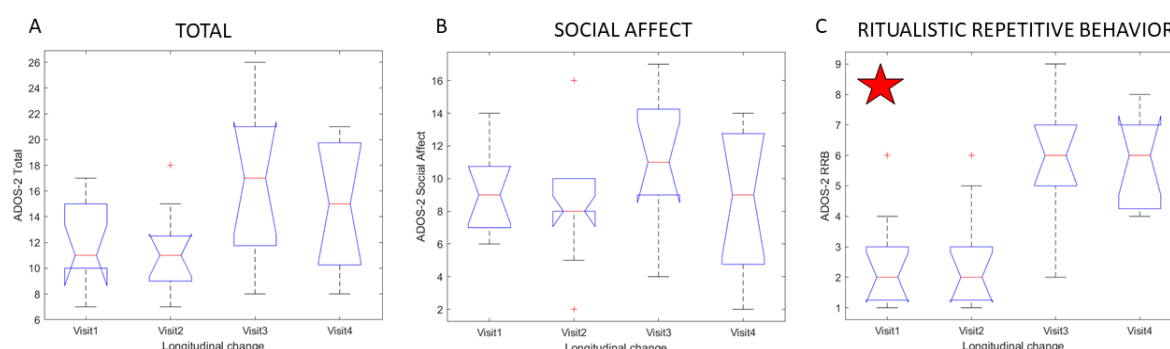 A TOTAL
ADOS-2 Total
26
24
22
20
18
16
14
12
10
8
6
Visit1 Visit2 Visit3 Visit4
Longitudinal change
B SOCIAL AFFECT
ADOS-2 Social Affect
16
14
12
10
8
6
4
2
Visit1 Visit2 Visit3 Visit4
Longitudinal change
C RITUALISTIC REPETITIVE BEHAVIOR
ADOS-2 RRB
9
8
7
6
5
4
3
2
1
Visit1 Visit2 Visit3 Visit4
Longitudinal change